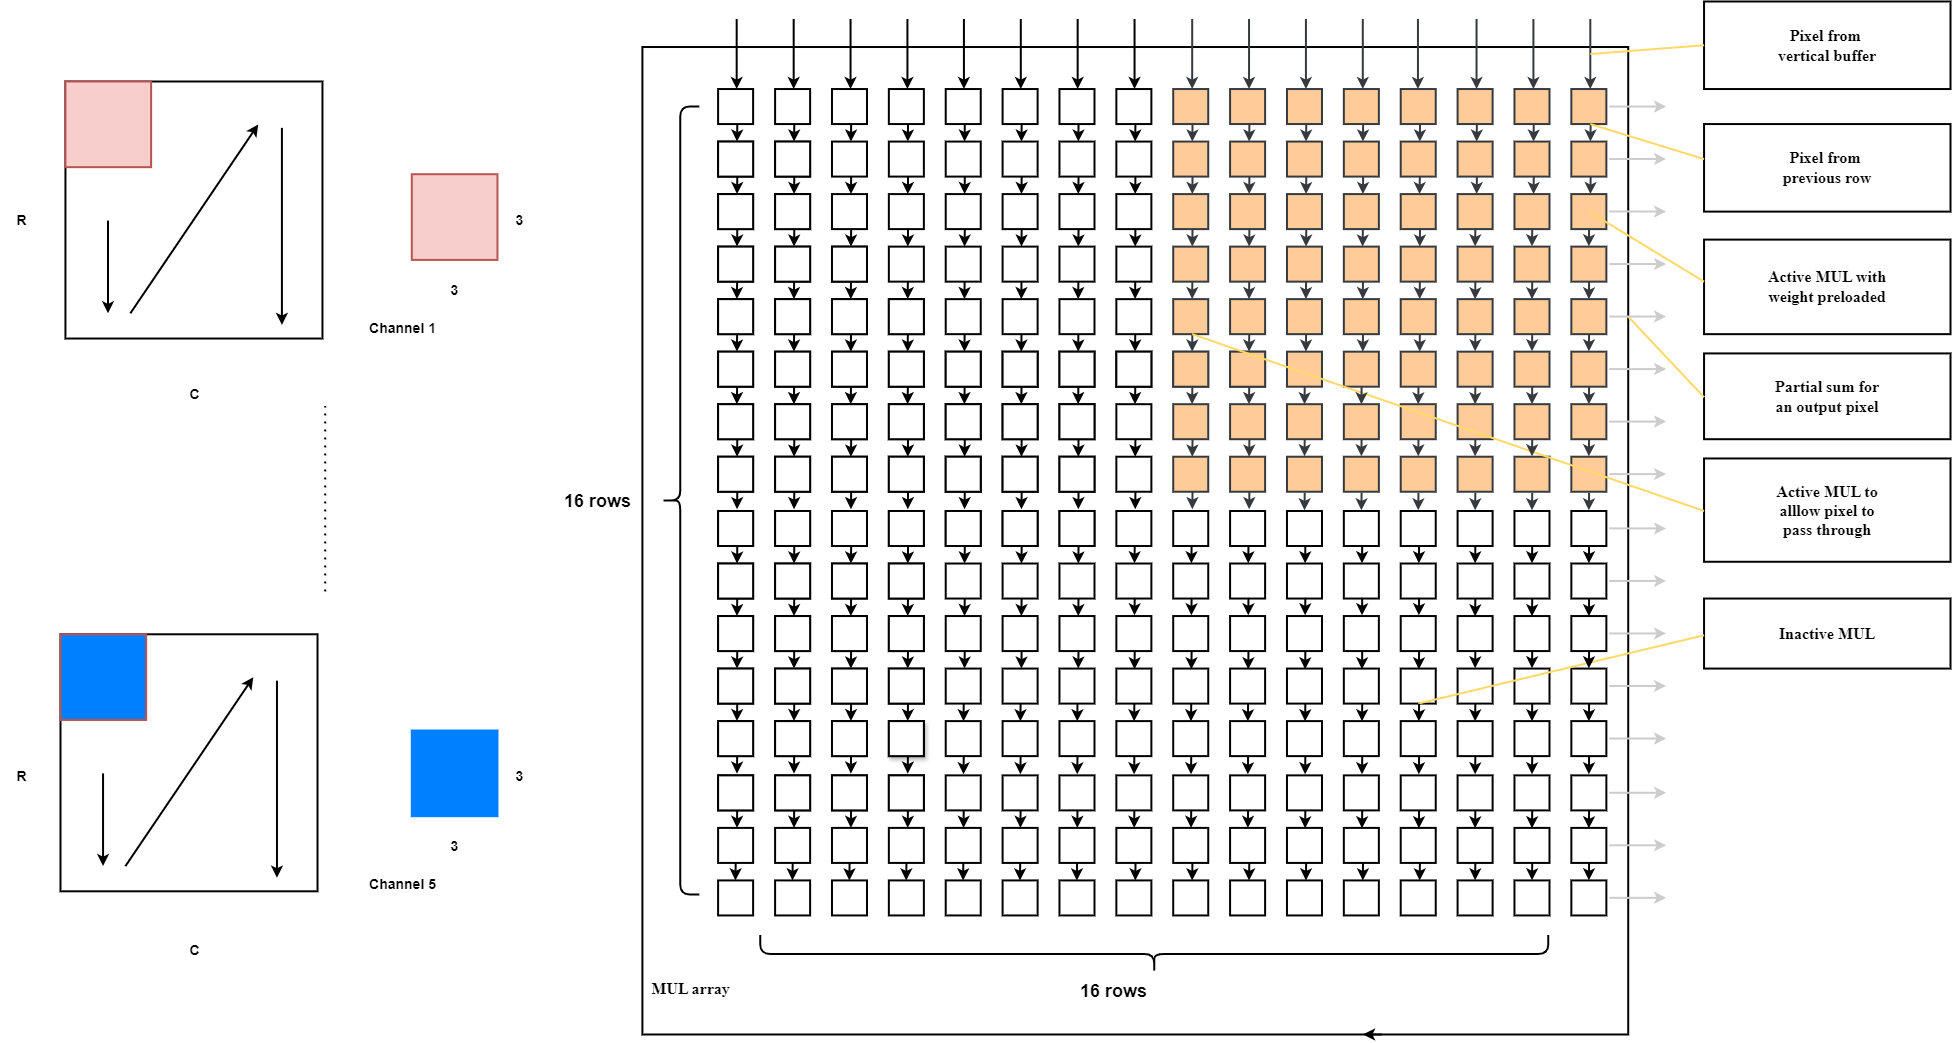 R
3
3
Channel 1
C
R
3
3
Channel 5
C
16 rows
16 rows
MUL array
Pixel from
vertical buffer
Pixel from
previous row
Active MUL with
weight preloaded
Partial sum for
an output pixel
Active MUL to
alllow pixel to
pass through
Inactive MUL